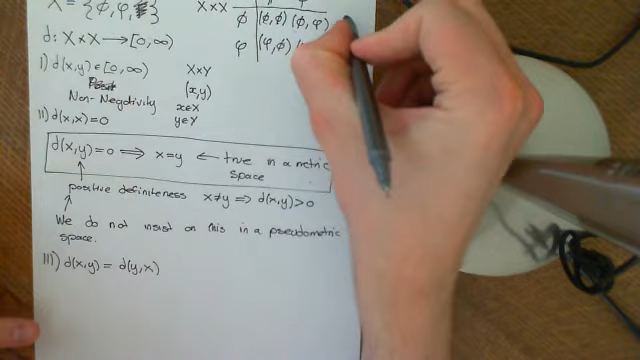 X = {φ, φ,
X×X
φ (φ,φ) (φ,φ)
d: X×X → [0,∞)
φ (φ,φ)
I) d(x,y) ∈ [0,∞) X×Y
Non-Negativity (x,y)
x∈X
II) d(x,x)=0 y∈Y
d(x,y)=0 ⟹ x=y ← true in a metric
space
positive definiteness x≠y ⟹ d(x,y)>0
We do not insist on this in a pseudometric
space.
III) d(x,y) = d(y,x)